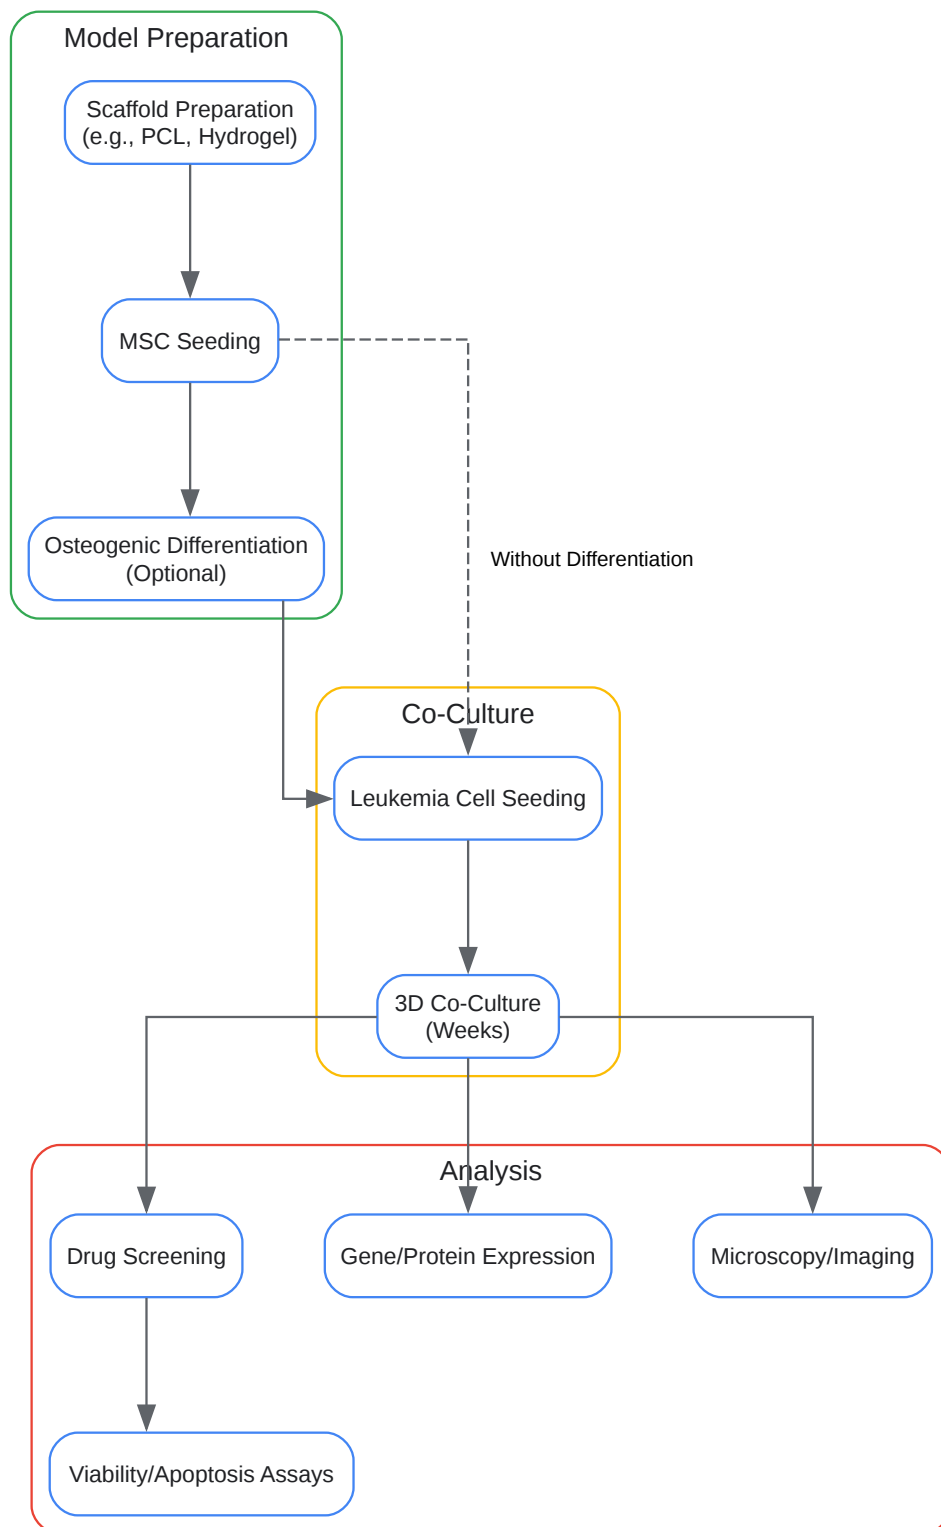 Model Preparation
Scaffold Preparation
(e.g., PCL, Hydrogel)
MSC Seeding
Osteogenic Differentiation
(Optional)
Without Differentiation
Co-Culture
Leukemia Cell Seeding
3D Co-Culture
(Weeks)
Analysis
Drug Screening
Gene/Protein Expression
Microscopy/Imaging
Viability/Apoptosis Assays